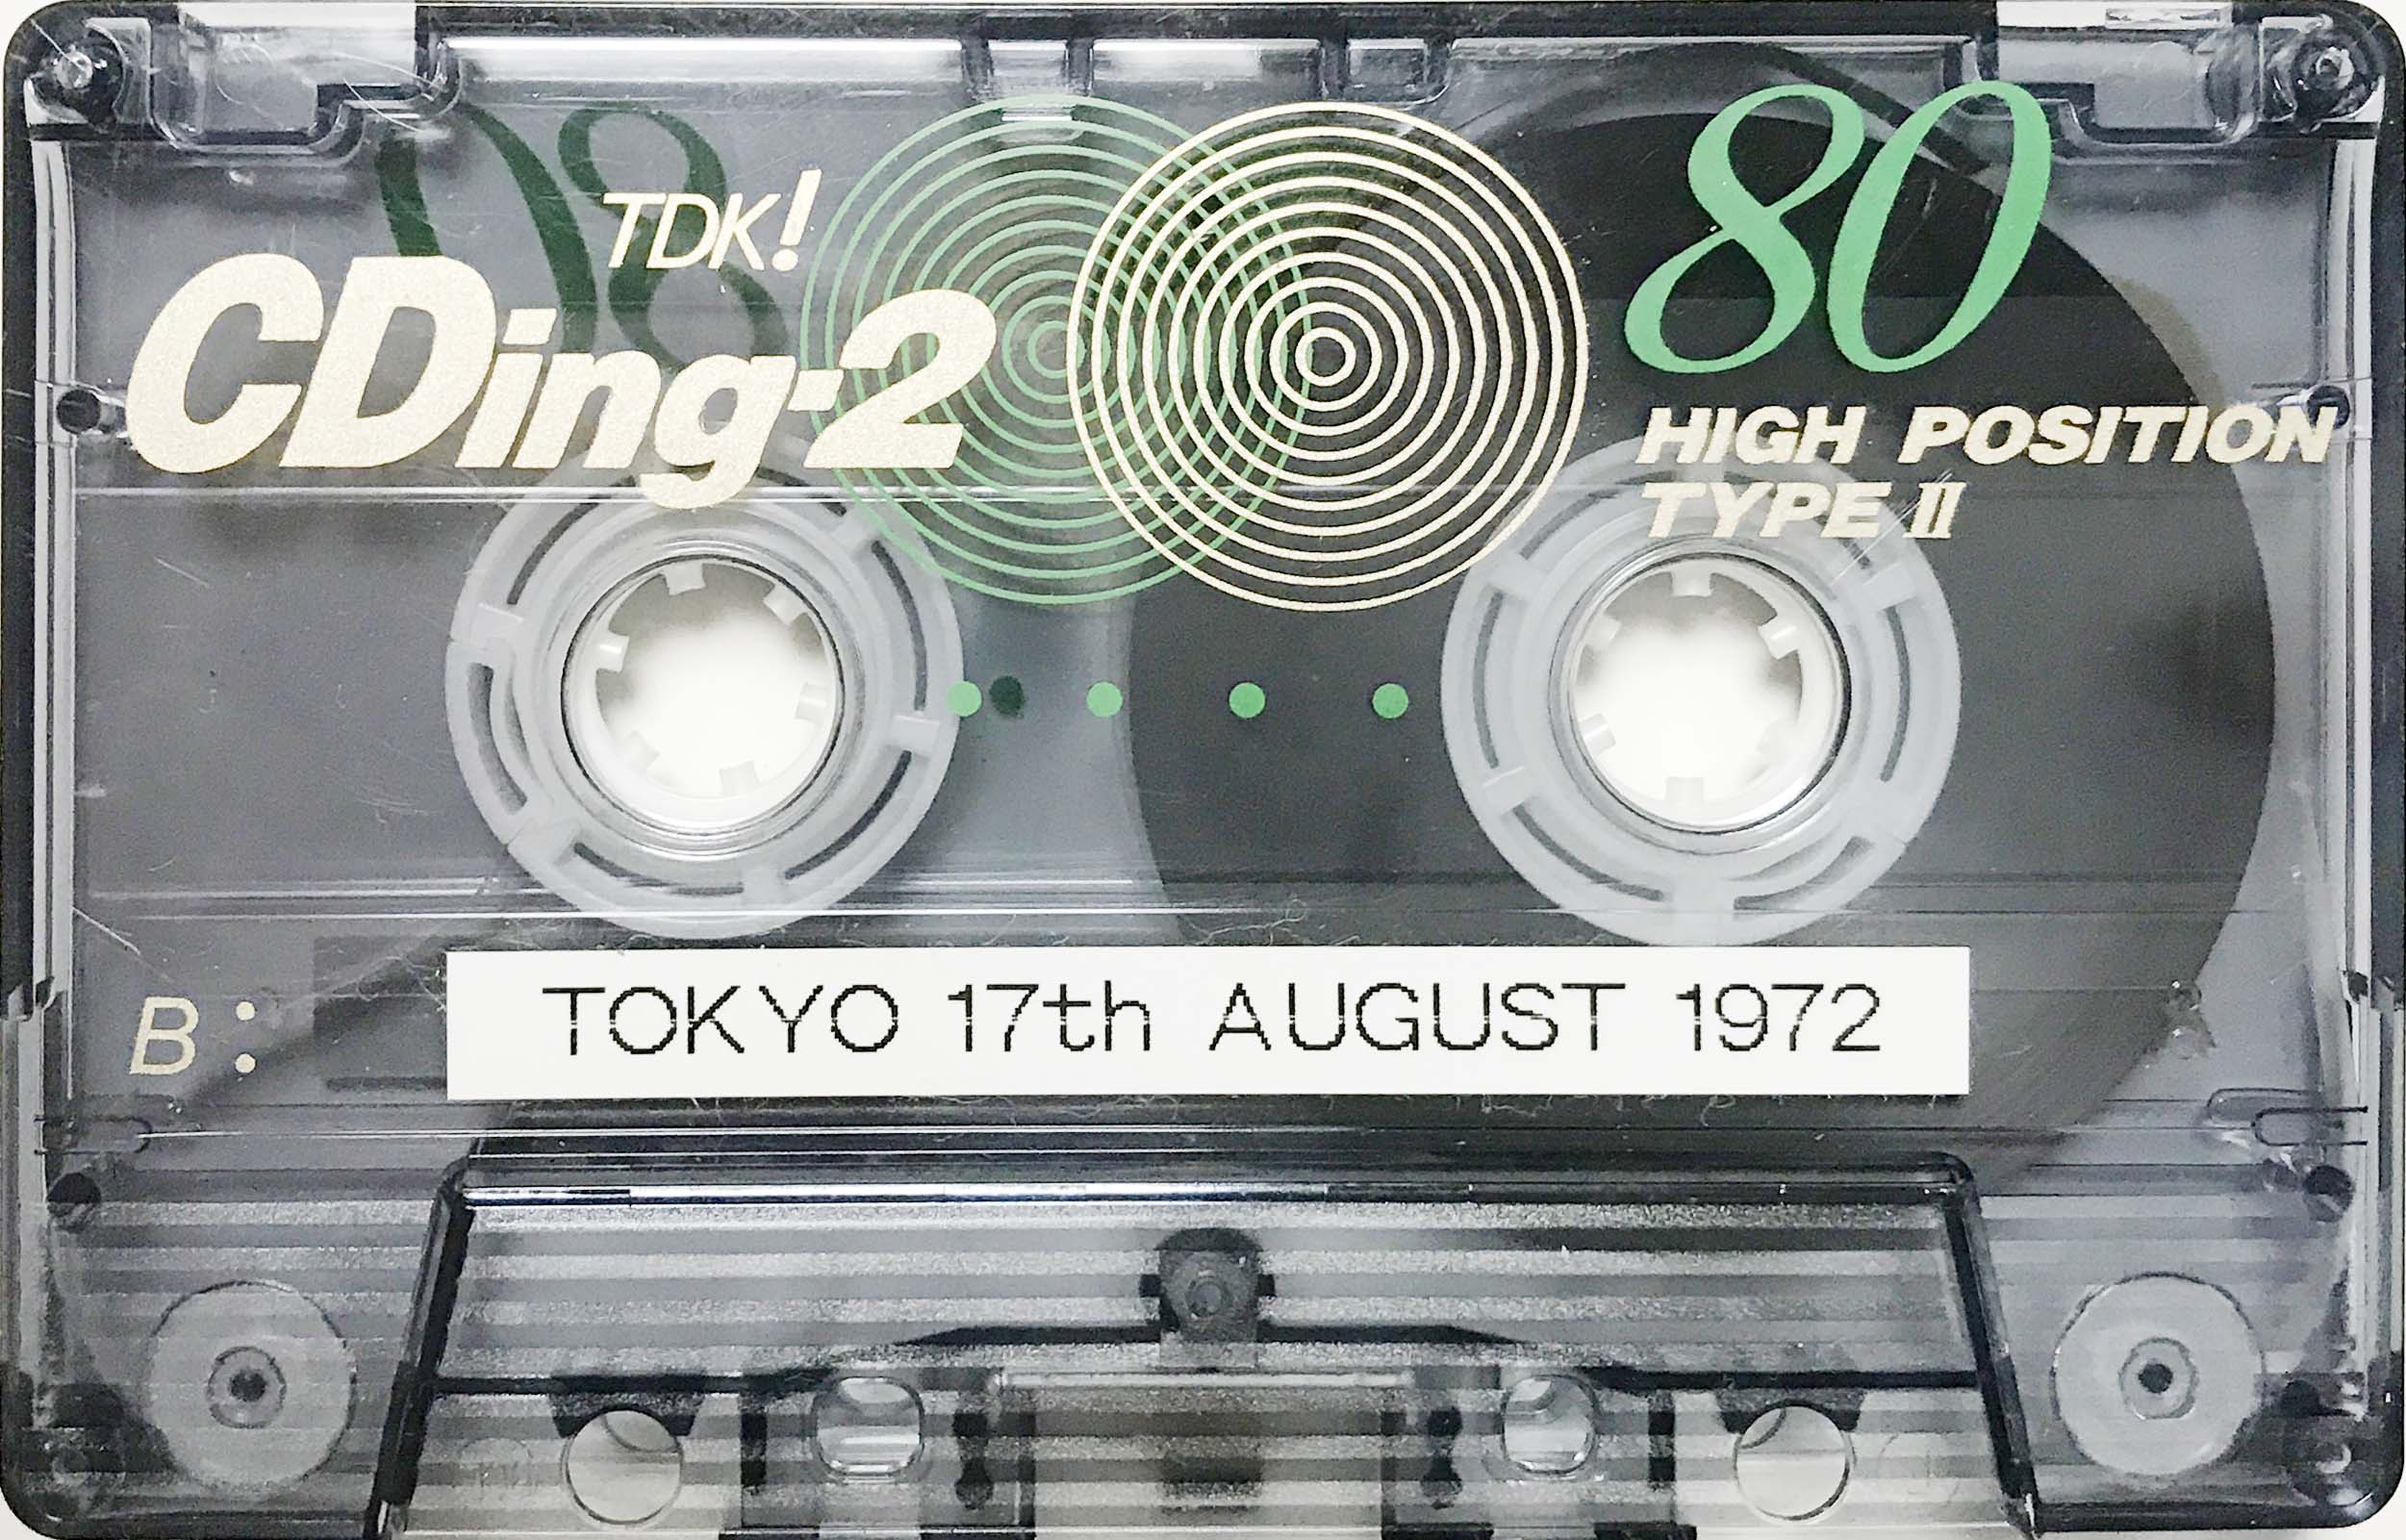 TDK!
CDing-2
80
HIGH POSITION
TYPE II
B:
TOKYO 17th AUGUST 1972